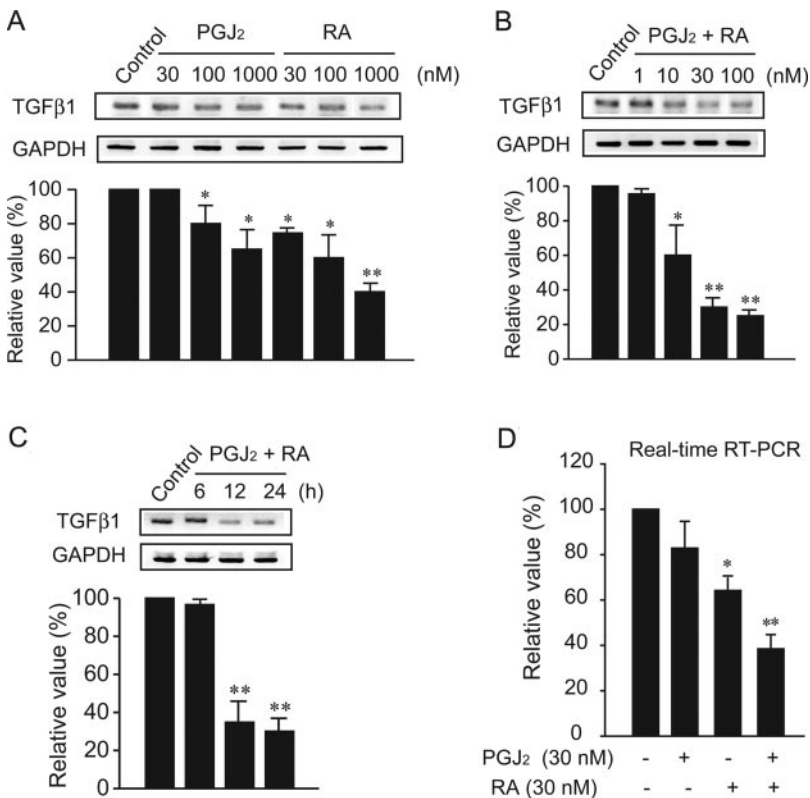 A
Control
PGJ₂ RA
30 100 1000 30 100 1000 (nM)
TGFβ1
GAPDH
Relative value (%)
100
80
60
40
20
0
* * * * **
B
Control
PGJ₂ + RA
1 10 30 100 (nM)
TGFβ1
GAPDH
Relative value (%)
100
80
60
40
20
0
* ** **
C
Control
PGJ₂ + RA
6 12 24 (h)
TGFβ1
GAPDH
Relative value (%)
100
80
60
40
20
0
** **
D
Real-time RT-PCR
Relative value (%)
120
100
80
60
40
20
0
* **
PGJ₂ (30 nM) - + - +
RA (30 nM) - - + +